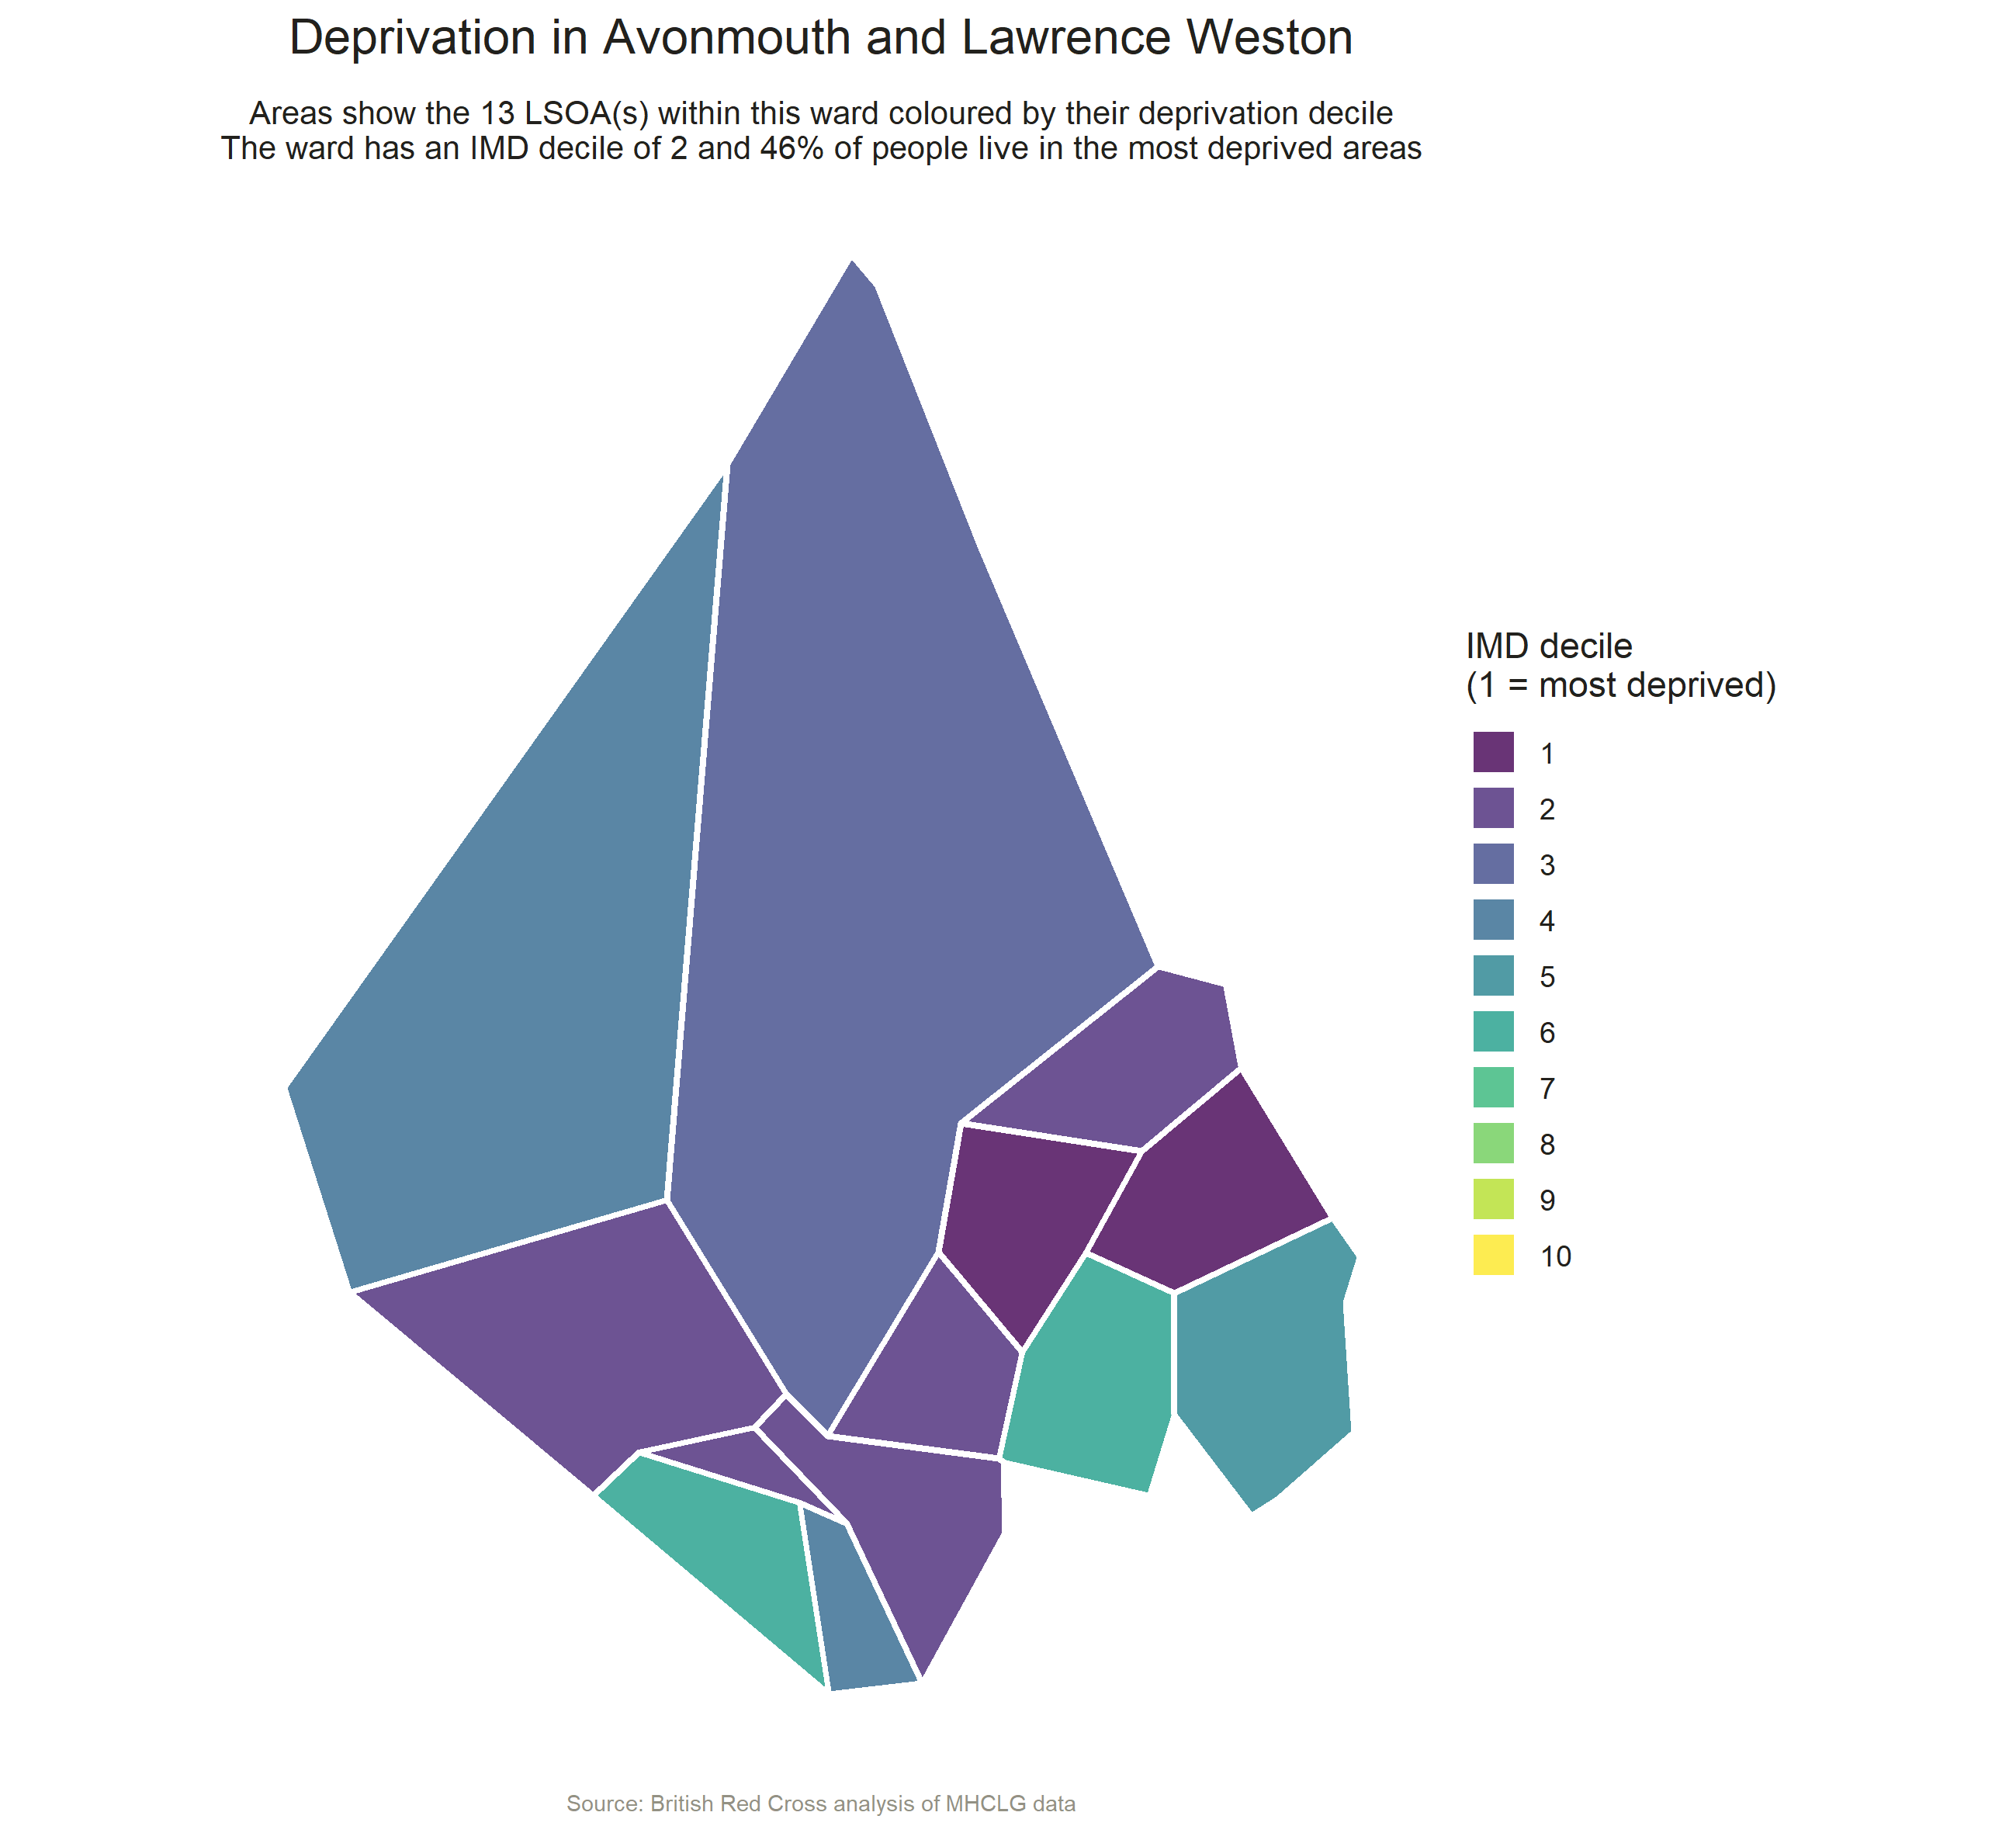 Deprivation in Avonmouth and Lawrence Weston
Areas show the 13 LSOA(s) within this ward coloured by their deprivation decile
The ward has an IMD decile of 2 and 46% of people live in the most deprived areas
IMD decile
(1 = most deprived)
1
2
3
4
5
6
7
8
9
10
Source: British Red Cross analysis of MHCLG data